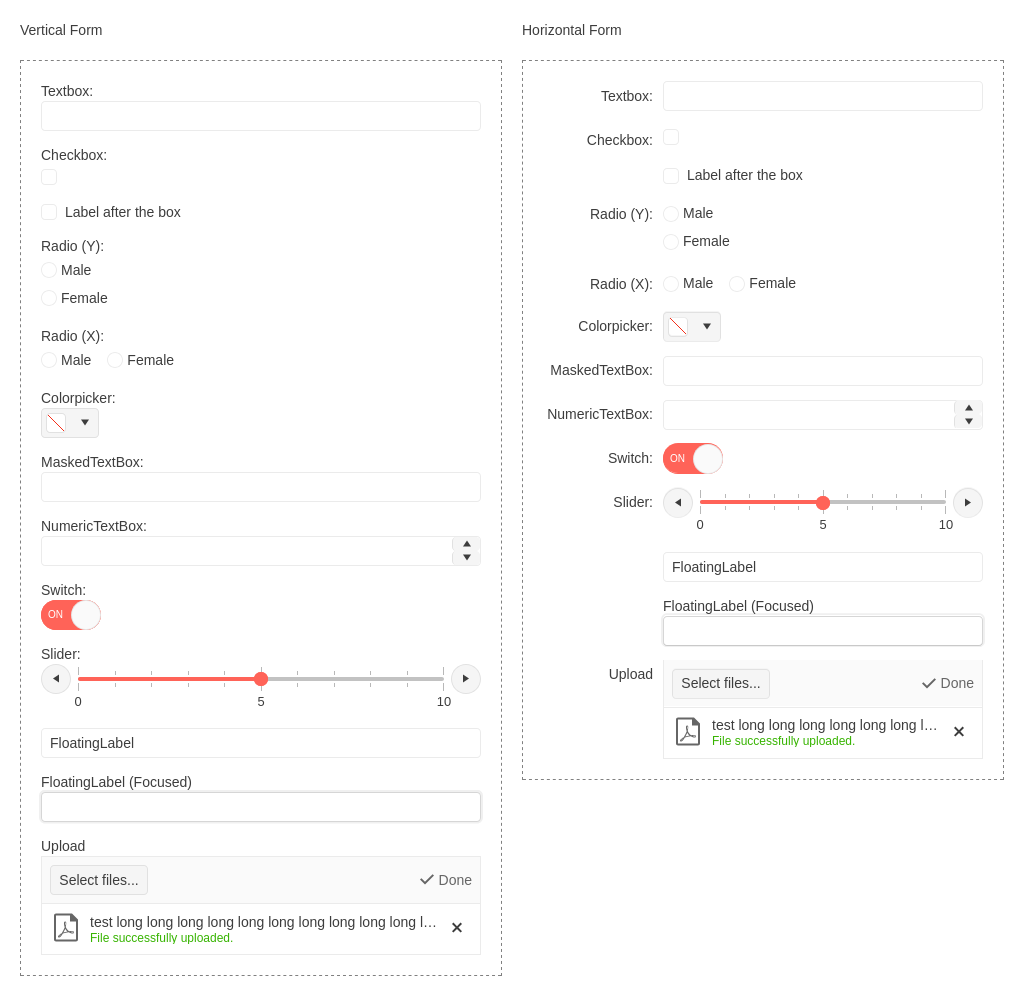 Vertical Form
Textbox:
Checkbox:
Label after the box
Radio (Y):
Male
Female
Radio (X):
Male Female
Colorpicker:
MaskedTextBox:
NumericTextBox:
Switch:
ON
Slider:
0 5 10
FloatingLabel
FloatingLabel (Focused)
Upload
Select files... Done
test long long long long long long long long long long l...
File successfully uploaded.
Horizontal Form
Textbox:
Checkbox:
Label after the box
Radio (Y): Male
Female
Radio (X): Male Female
Colorpicker:
MaskedTextBox:
NumericTextBox:
Switch: ON
Slider:
0 5 10
FloatingLabel
FloatingLabel (Focused)
Upload Select files... Done
test long long long long long long l...
File successfully uploaded.